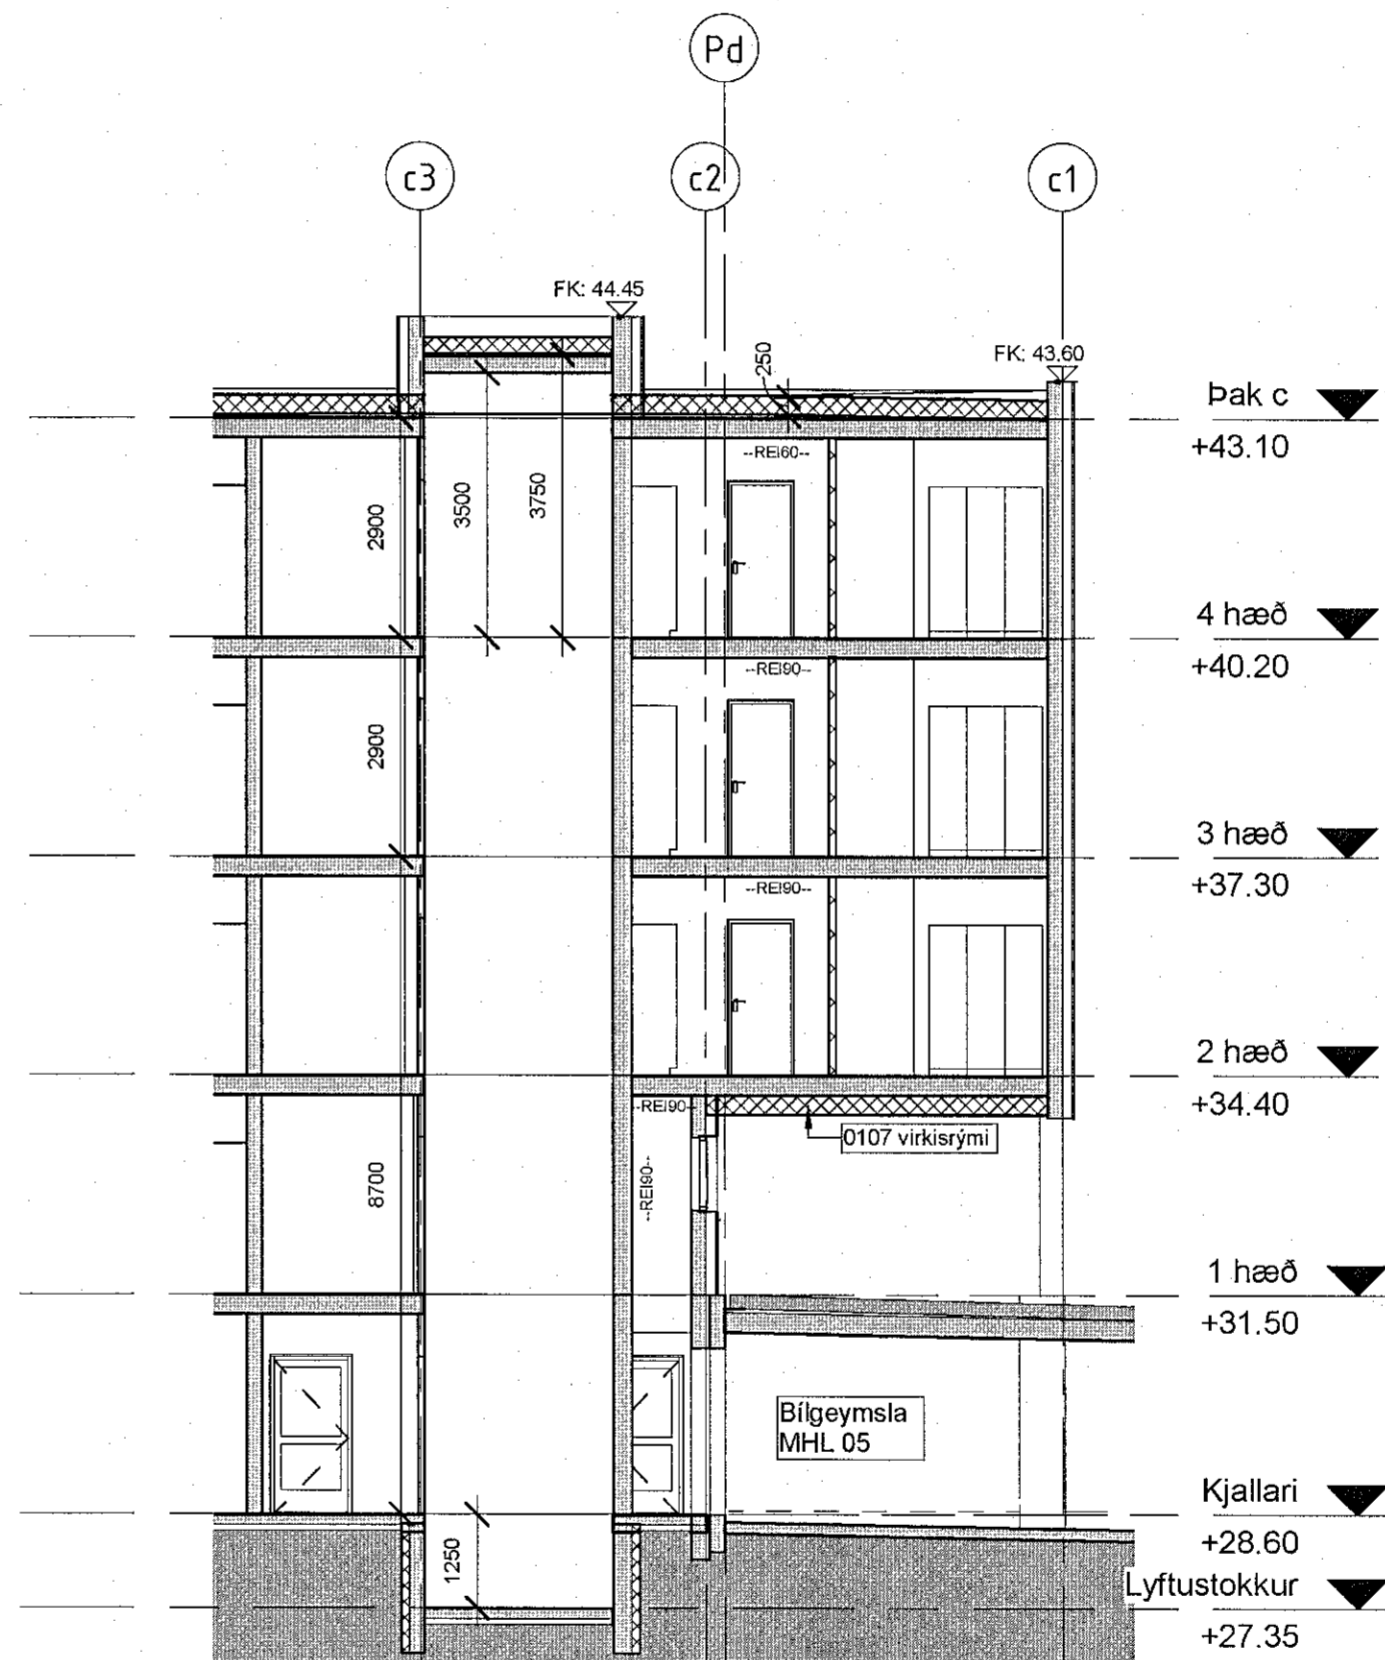 Pd
c3
c2
c1
FK: 44.45
250
FK: 43.60
Þak c
+43.10
--REI60--
2900
3500
3750
4 hæð
+40.20
--REI90--
2900
3 hæð
+37.30
--REI90--
2 hæð
+34.40
--REI90--
0107 virkisrými
8700
--REI90--
1 hæð
+31.50
Bílgeymsla
MHL 05
Kjallari
+28.60
1250
Lyftustokkur
+27.35